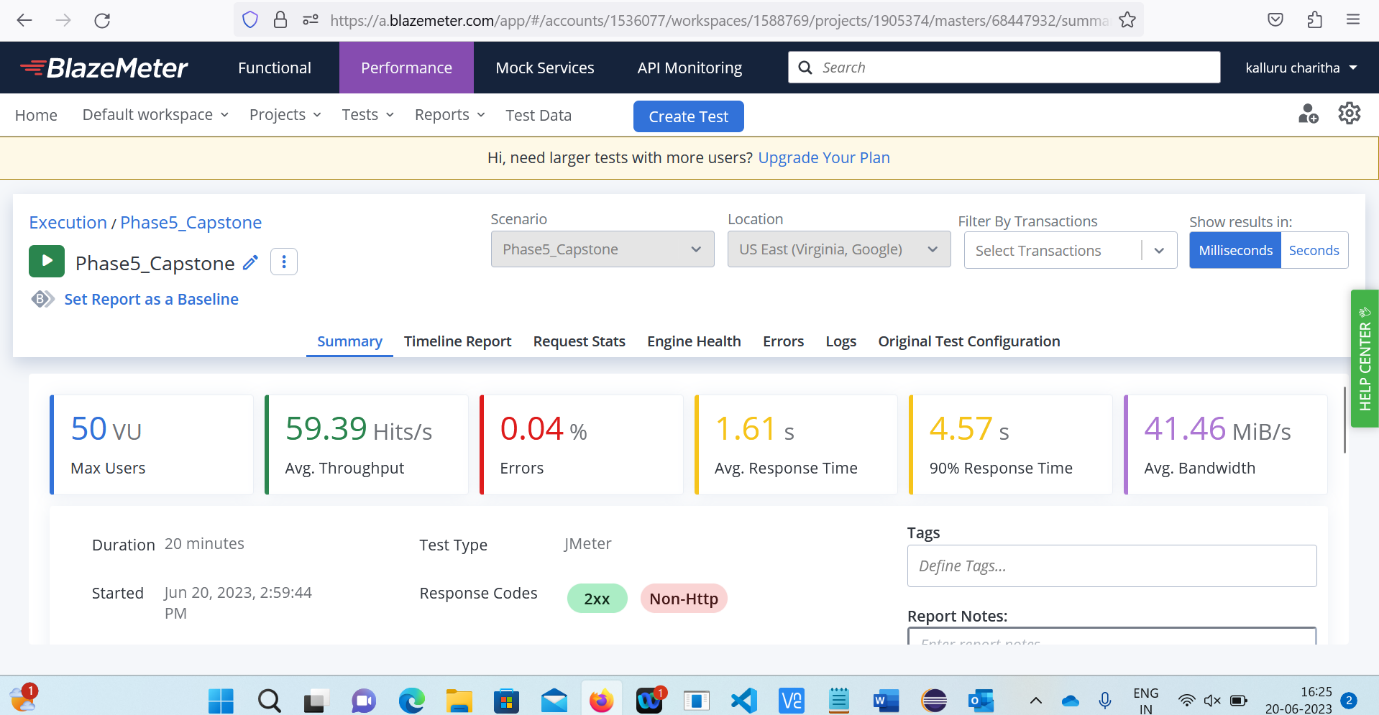 https://a.blazemeter.com/app/#/accounts/1536077/workspaces/1588769/projects/1905374/masters/68447932/summa
BlazeMeter
Functional
Performance
Mock Services
API Monitoring
Search
kalluru charitha
Home
Default workspace
Projects
Tests
Reports
Test Data
Create Test
Hi, need larger tests with more users? Upgrade Your Plan
Execution / Phase5_Capstone
Phase5_Capstone
Set Report as a Baseline
Scenario
Phase5_Capstone
Location
US East (Virginia, Google)
Filter By Transactions
Select Transactions
Show results in:
Milliseconds
Seconds
HELP CENTER
Summary
Timeline Report
Request Stats
Engine Health
Errors
Logs
Original Test Configuration
50 VU
Max Users
59.39 Hits/s
Avg. Throughput
0.04 %
Errors
1.61 s
Avg. Response Time
4.57 s
90% Response Time
41.46 MiB/s
Avg. Bandwidth
Duration 20 minutes
Started Jun 20, 2023, 2:59:44
PM
Test Type JMeter
Response Codes 2xx Non-Http
Tags
Define Tags...
Report Notes:
Enter report notes
1
1
ENG
IN
16:25
20-06-2023
2